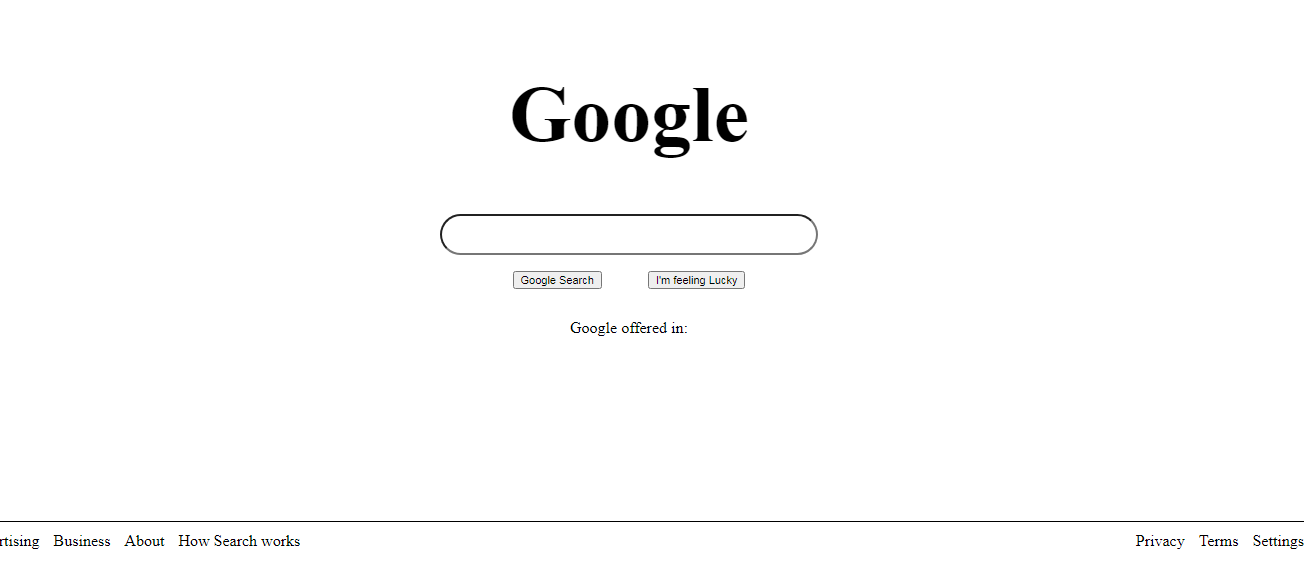 Google
Google Search I'm feeling Lucky
Google offered in:
rtising Business About How Search works Privacy Terms Settings